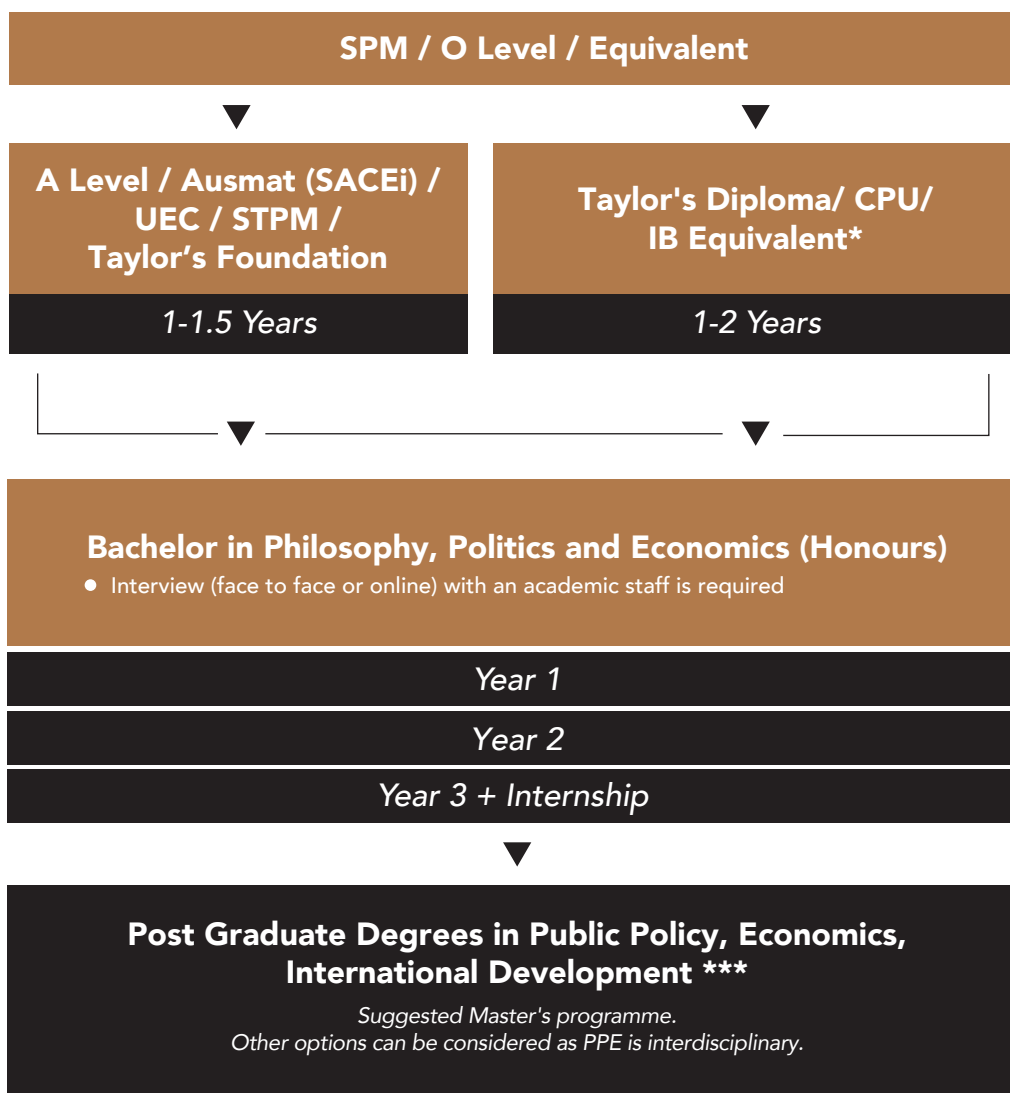 SPM / O Level / Equivalent
A Level / Ausmat (SACEi) /
UEC / STPM /
Taylor’s Foundation
1-1.5 Years
Taylor's Diploma/ CPU/
IB Equivalent*
1-2 Years
Bachelor in Philosophy, Politics and Economics (Honours)
● Interview (face to face or online) with an academic staff is required
Year 1
Year 2
Year 3 + Internship
Post Graduate Degrees in Public Policy, Economics,
International Development ***
Suggested Master's programme.
Other options can be considered as PPE is interdisciplinary.